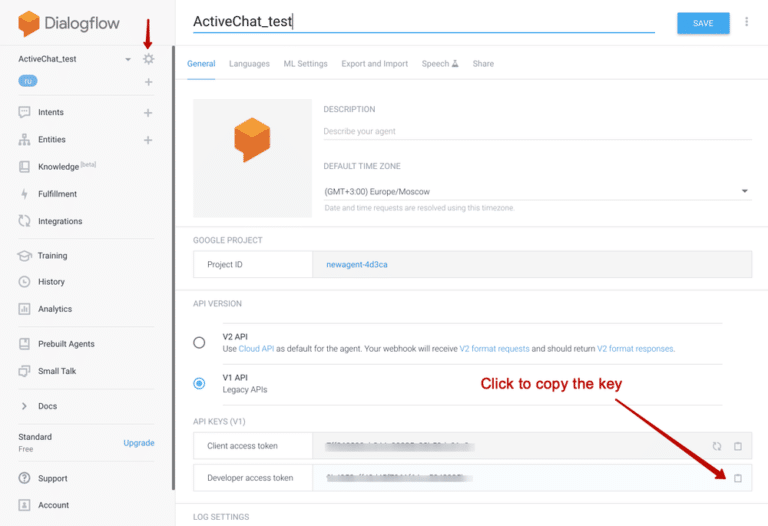 Dialogflow
ActiveChat_test
ru
Intents
Entities
Knowledge [beta]
Fulfillment
Integrations
Training
History
Analytics
Prebuilt Agents
Small Talk
Docs
Standard
Free
Upgrade
Support
Account
ActiveChat_test
SAVE
General Languages ML Settings Export and Import Speech Share
DESCRIPTION
Describe your agent
DEFAULT TIME ZONE
(GMT+3:00) Europe/Moscow
Date and time requests are resolved using this timezone.
GOOGLE PROJECT
Project ID newagent-4d3ca
API VERSION
V2 API
Use Cloud API as default for the agent. Your webhook will receive V2 format requests and should return V2 format responses.
V1 API
Legacy APIs
Click to copy the key
API KEYS (V1)
Client access token
Developer access token
LOG SETTINGS